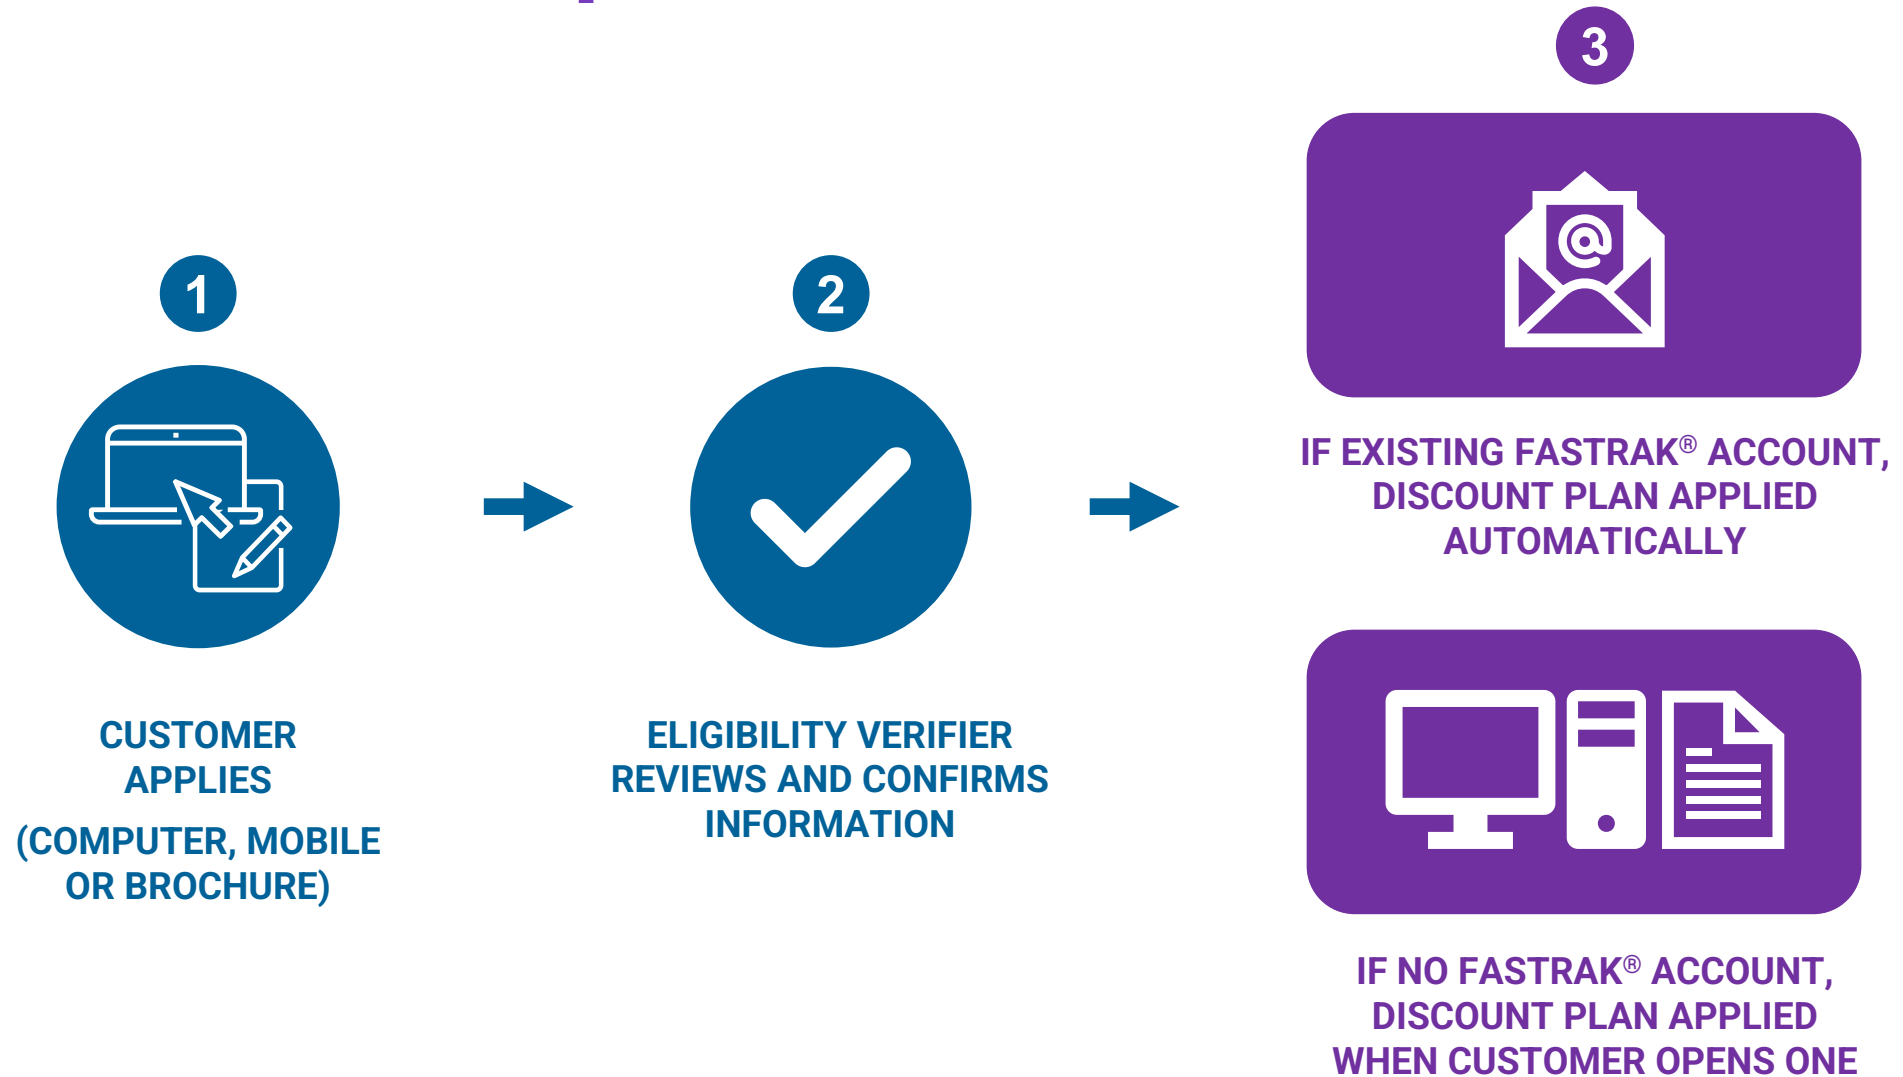 1
CUSTOMER
APPLIES
(COMPUTER, MOBILE
OR BROCHURE)
2
ELIGIBILITY VERIFIER
REVIEWS AND CONFIRMS
INFORMATION
3
@
IF EXISTING FASTRAK® ACCOUNT,
DISCOUNT PLAN APPLIED
AUTOMATICALLY
IF NO FASTRAK® ACCOUNT,
DISCOUNT PLAN APPLIED
WHEN CUSTOMER OPENS ONE